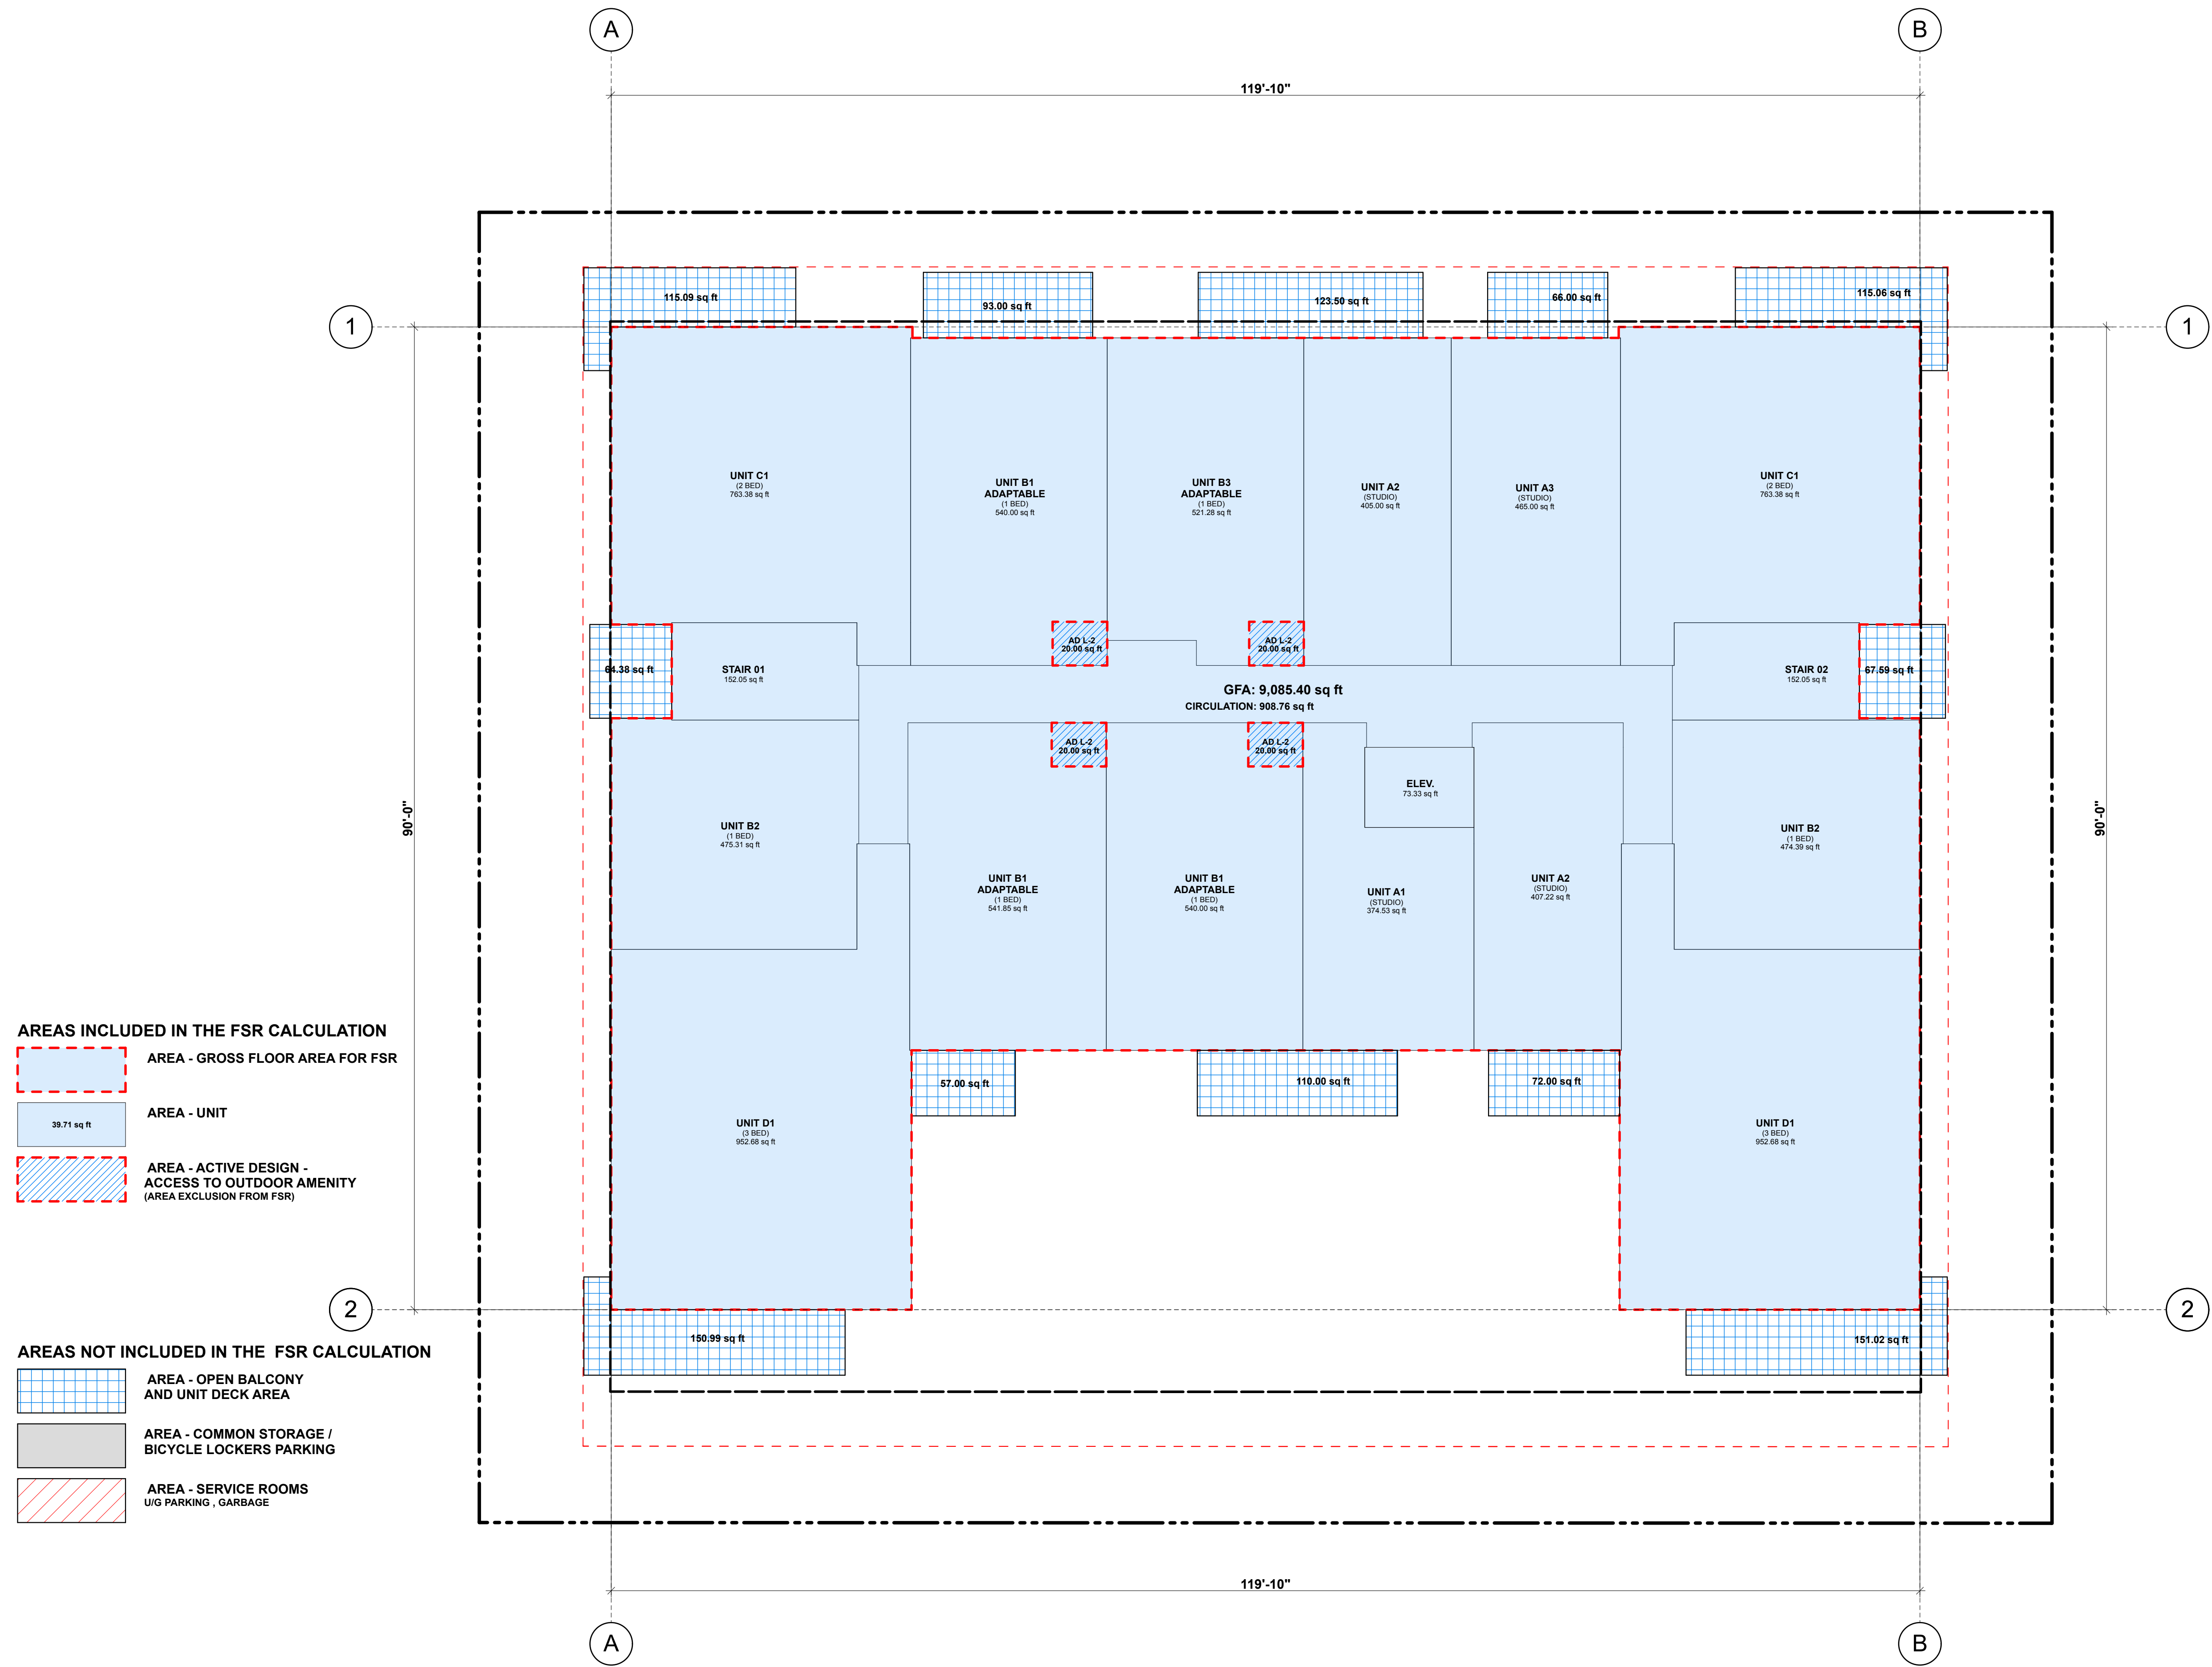 A
B
119'-10"
115.09 sq ft
93.00 sq ft
123.50 sq ft
66.00 sq ft
115.06 sq ft
1
1
UNIT C1
(2 BED)
763.38 sq ft
UNIT B1
ADAPTABLE
(1 BED)
540.00 sq ft
UNIT B3
ADAPTABLE
(1 BED)
521.28 sq ft
UNIT A2
(STUDIO)
405.00 sq ft
UNIT A3
(STUDIO)
465.00 sq ft
UNIT C1
(2 BED)
763.38 sq ft
AD L-2
20.00 sq ft
AD L-2
20.00 sq ft
64.38 sq ft
STAIR 01
152.05 sq ft
STAIR 02
152.05 sq ft
67.59 sq ft
GFA: 9,085.40 sq ft
CIRCULATION: 908.76 sq ft
AD L-2
20.00 sq ft
AD L-2
20.00 sq ft
ELEV.
73.33 sq ft
90'-0"
90'-0"
UNIT B2
(1 BED)
475.31 sq ft
UNIT B2
(1 BED)
474.39 sq ft
UNIT B1
ADAPTABLE
(1 BED)
541.85 sq ft
UNIT B1
ADAPTABLE
(1 BED)
540.00 sq ft
UNIT A1
(STUDIO)
374.53 sq ft
UNIT A2
(STUDIO)
407.22 sq ft
57.00 sq ft
110.00 sq ft
72.00 sq ft
UNIT D1
(3 BED)
952.68 sq ft
UNIT D1
(3 BED)
952.68 sq ft
AREAS INCLUDED IN THE FSR CALCULATION
AREA - GROSS FLOOR AREA FOR FSR
39.71 sq ft
AREA - UNIT
AREA - ACTIVE DESIGN -
ACCESS TO OUTDOOR AMENITY
(AREA EXCLUSION FROM FSR)
2
2
150.99 sq ft
151.02 sq ft
AREAS NOT INCLUDED IN THE FSR CALCULATION
AREA - OPEN BALCONY
AND UNIT DECK AREA
AREA - COMMON STORAGE /
BICYCLE LOCKERS PARKING
AREA - SERVICE ROOMS
U/G PARKING , GARBAGE
119'-10"
A
B